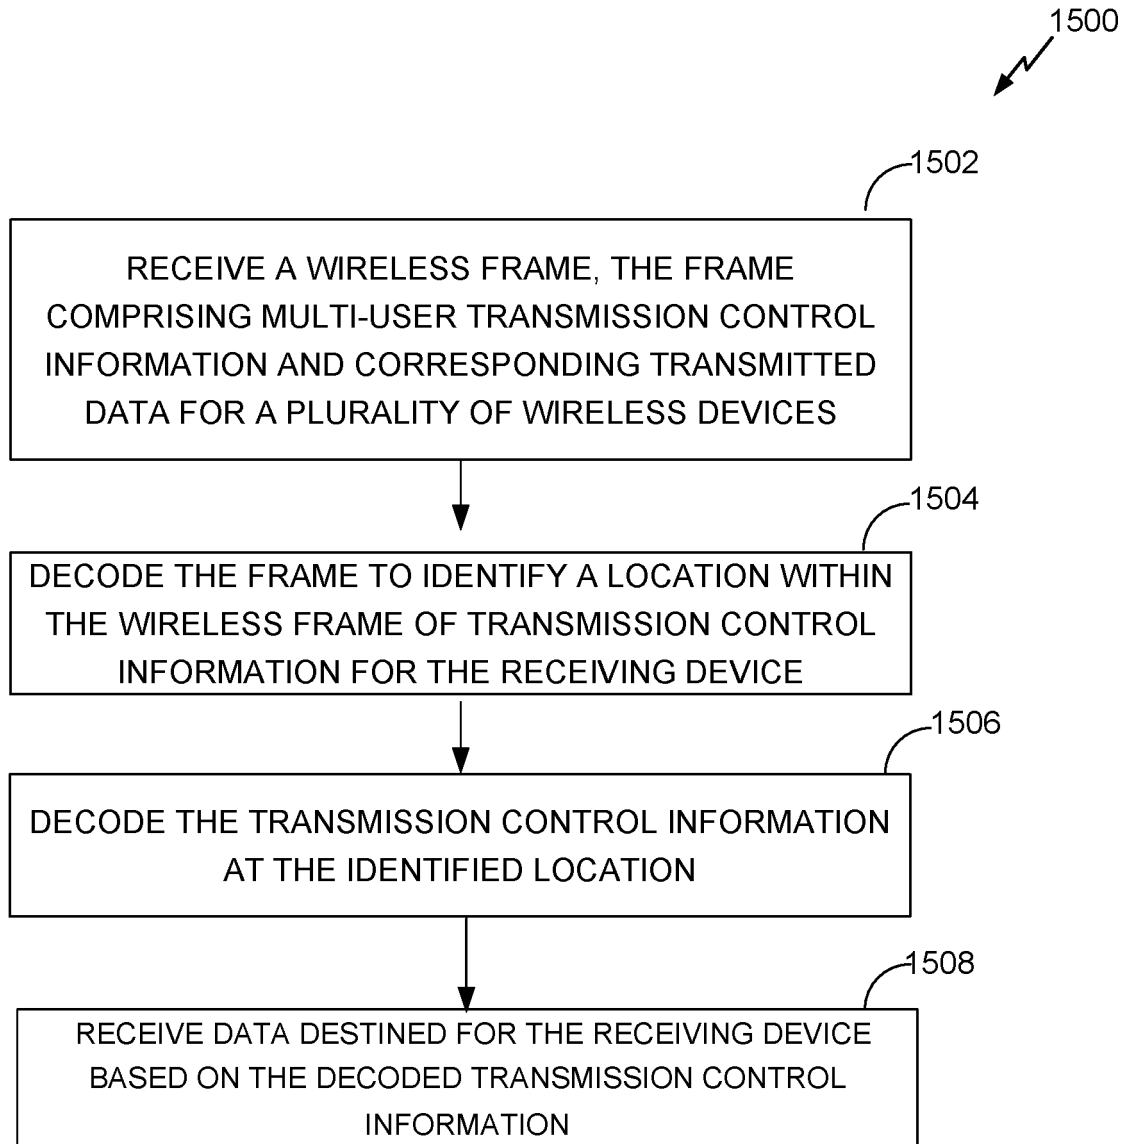 1500
1502
RECEIVE A WIRELESS FRAME, THE FRAME
COMPRISING MULTI-USER TRANSMISSION CONTROL
INFORMATION AND CORRESPONDING TRANSMITTED
DATA FOR A PLURALITY OF WIRELESS DEVICES
1504
DECODE THE FRAME TO IDENTIFY A LOCATION WITHIN
THE WIRELESS FRAME OF TRANSMISSION CONTROL
INFORMATION FOR THE RECEIVING DEVICE
1506
DECODE THE TRANSMISSION CONTROL INFORMATION
AT THE IDENTIFIED LOCATION
1508
RECEIVE DATA DESTINED FOR THE RECEIVING DEVICE
BASED ON THE DECODED TRANSMISSION CONTROL
INFORMATION